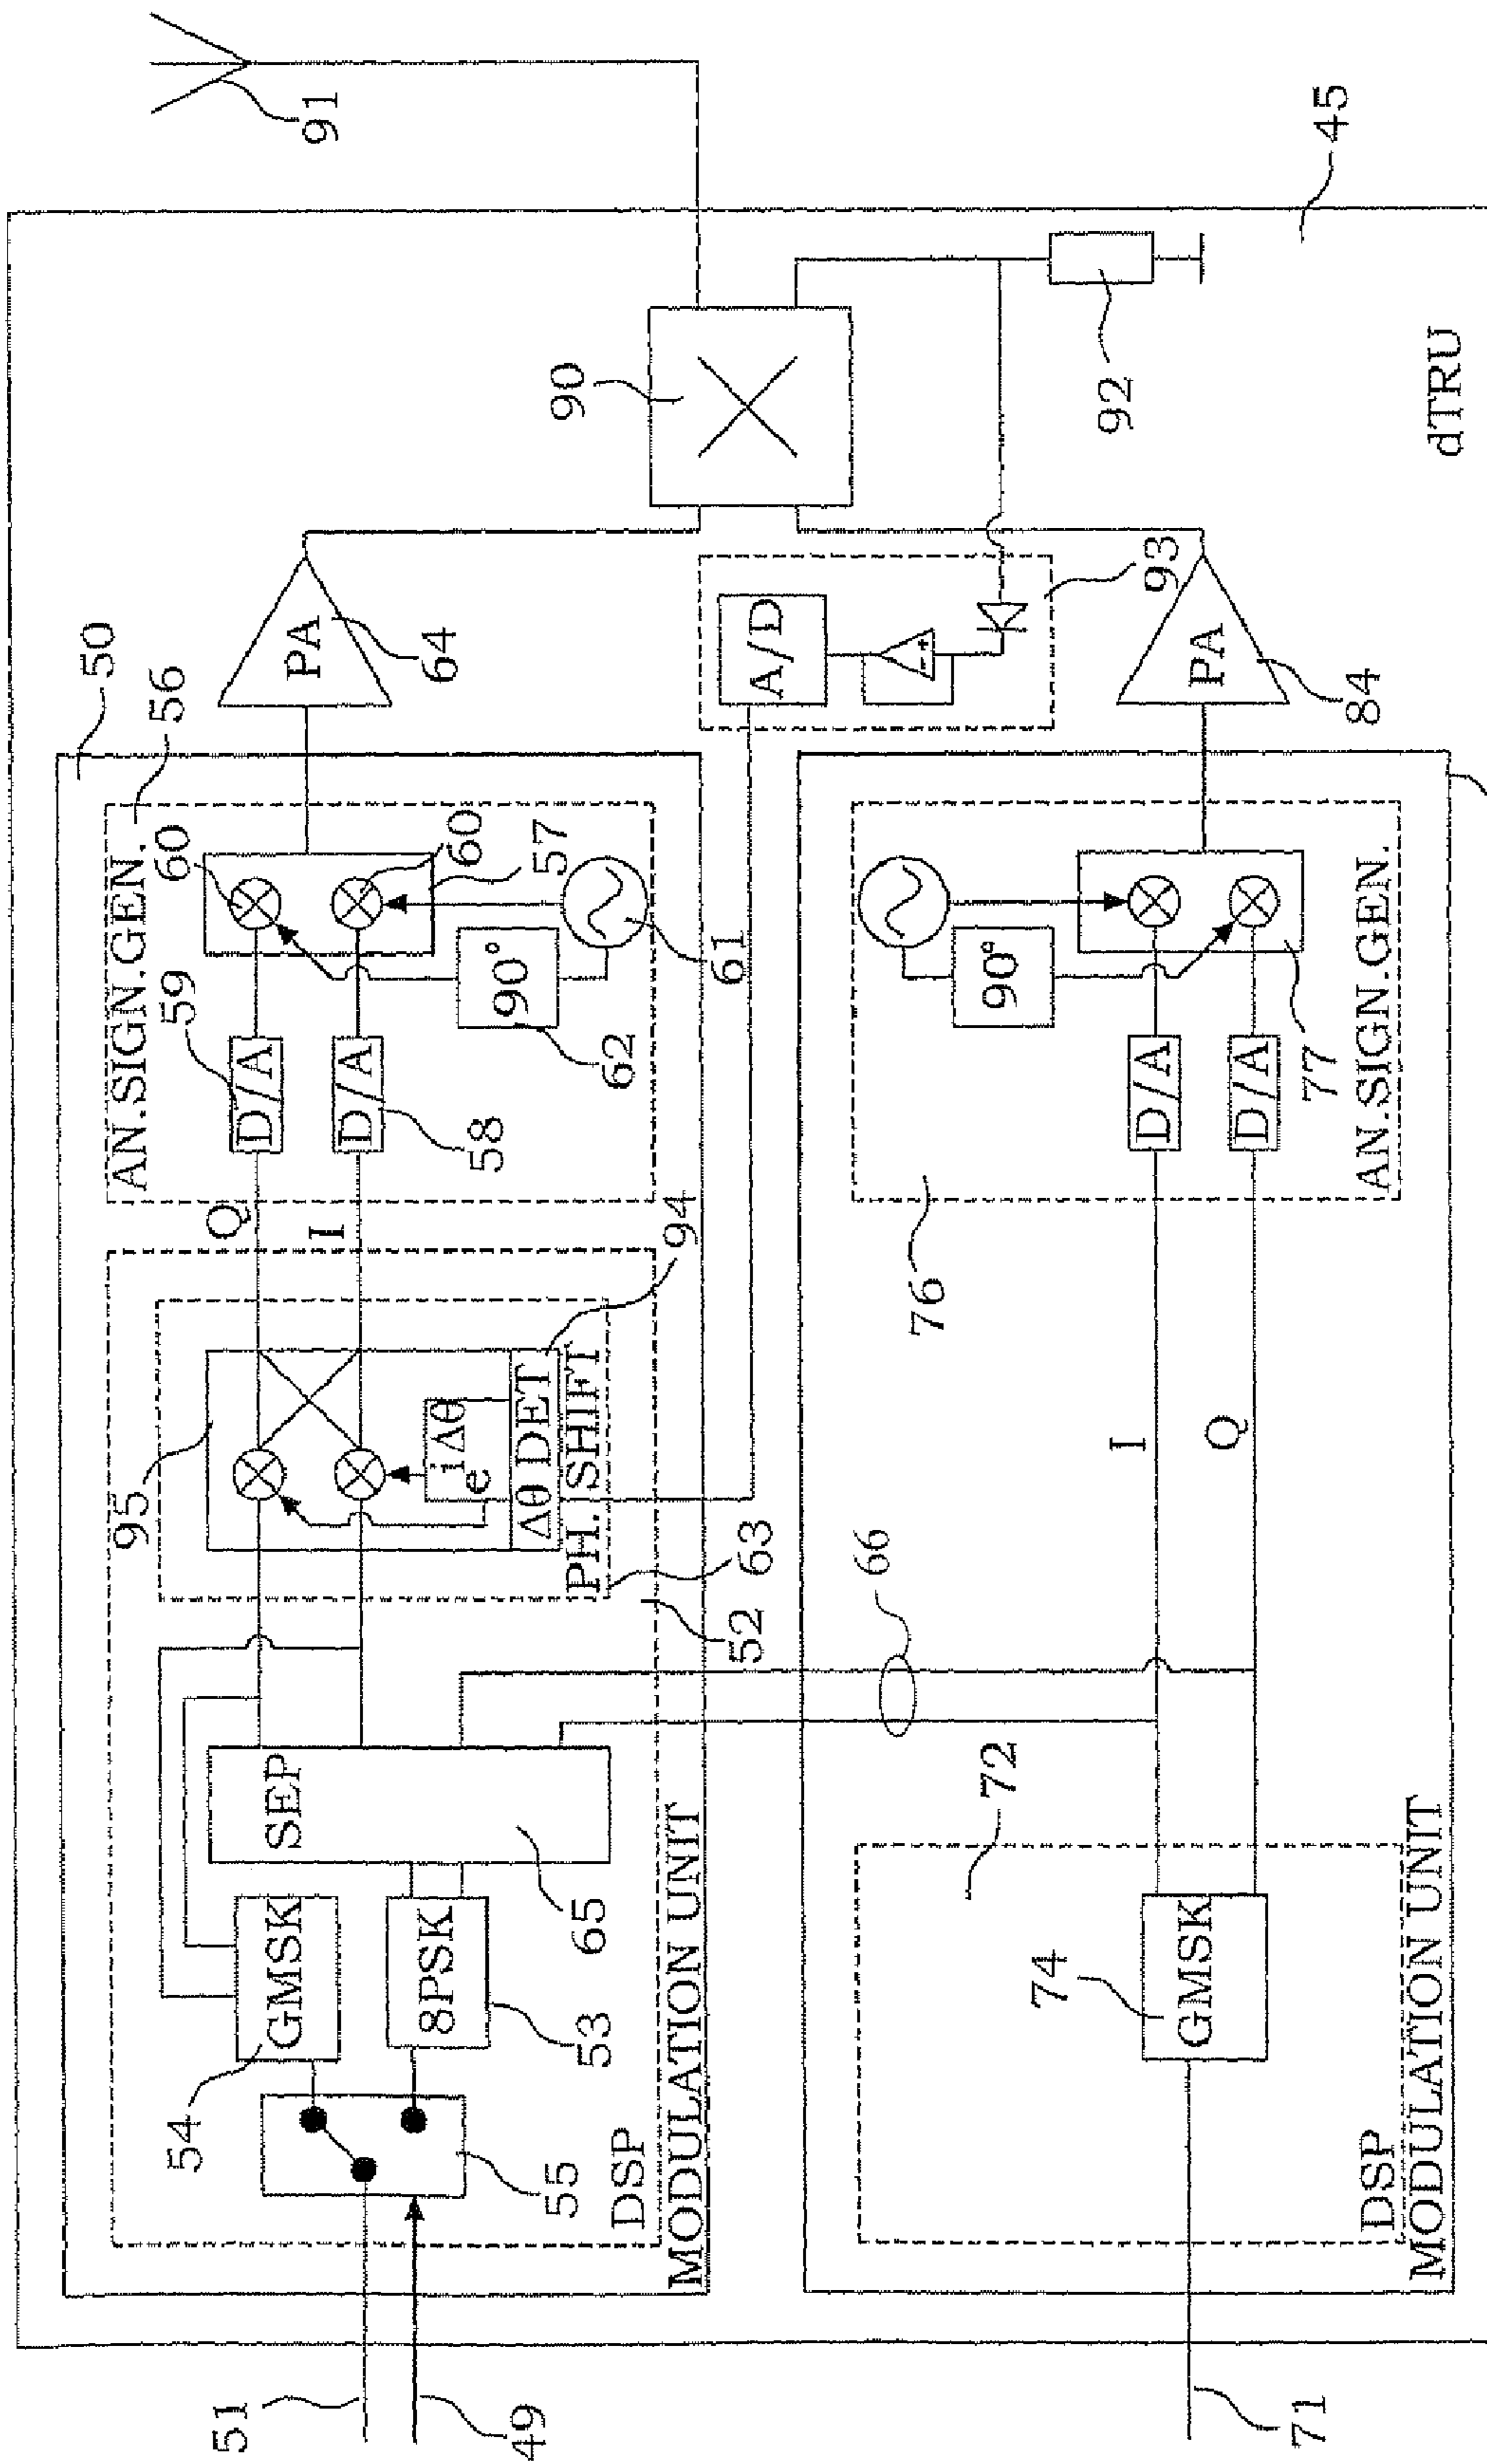 51
49
71
54
GMSK
8PSK
53
55
DSP
MODULATION UNIT
SEP
65
66
52
95
e iΔθ
Δθ DET
PH. SHIFT
63
94
Q
I
AN.SIGN.GEN.
59
D/A
D/A
58
60
60
57
90°
62
61
56
50
PA
64
90
A/D
- +
93
92
91
45
dTRU
72
74
GMSK
DSP
MODULATION UNIT
I
Q
76
D/A
D/A
90°
77
AN.SIGN.GEN.
PA
84